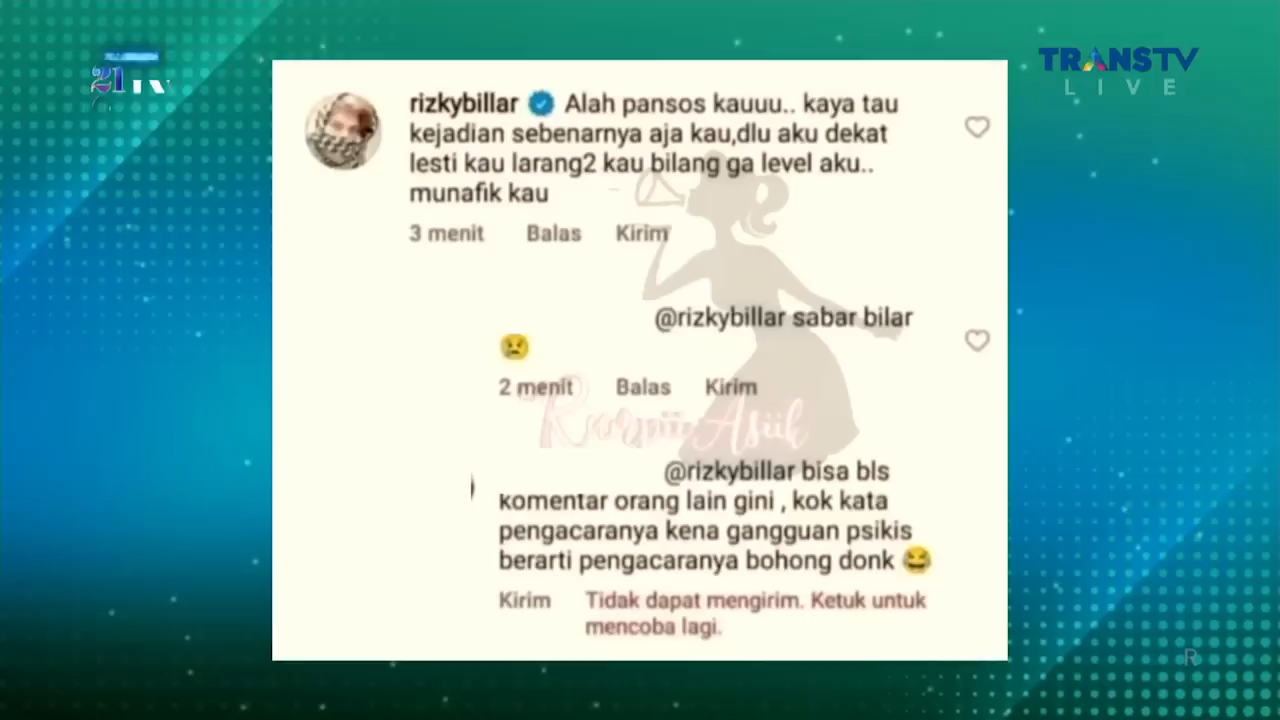 21
TRANSTV
LIVE
rizkybillar Alah pansos kauuu.. kaya tau
kejadian sebenarnya aja kau,dlu aku dekat
lesti kau larang2 kau bilang ga level aku..
munafik kau
3 menit Balas Kirim
@rizkybillar sabar bilar
2 menit Balas Kirim
Rumpii Asiik
@rizkybillar bisa bls
komentar orang lain gini , kok kata
pengacaranya kena gangguan psikis
berarti pengacaranya bohong donk
Kirim Tidak dapat mengirim. Ketuk untuk
mencoba lagi.
R